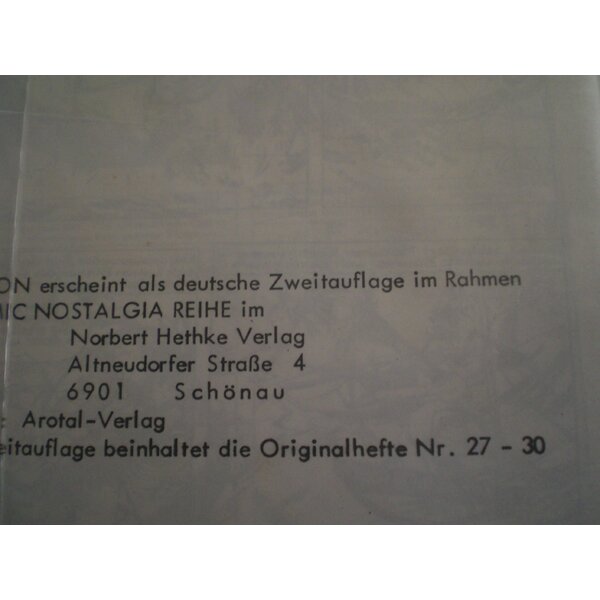 ON erscheint als deutsche Zweitauflage im Rahmen
MIC NOSTALGIA REIHE im
Norbert Hethke Verlag
Altneudorfer Straße 4
6901 Schönau
: Arotal-Verlag
eitauflage beinhaltet die Originalhefte Nr. 27 - 30